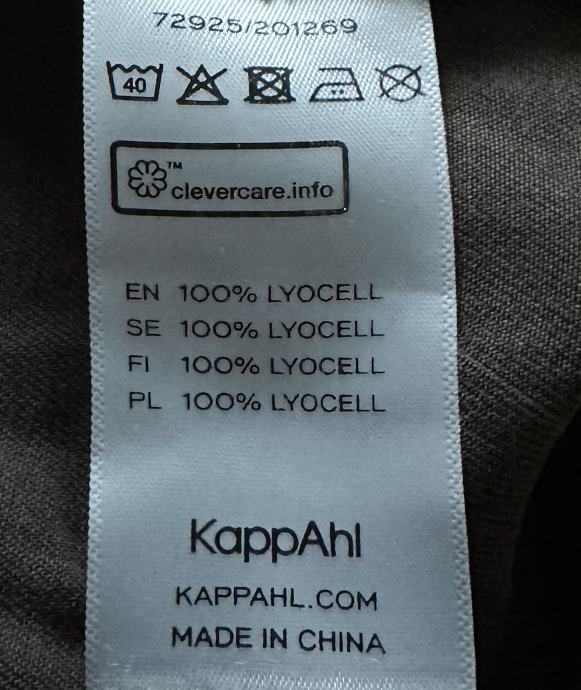 72925/201269
40
™
clevercare.info
EN 100% LYOCELL
SE 100% LYOCELL
FI 100% LYOCELL
PL 100% LYOCELL
KappAhl
KAPPAHL.COM
MADE IN CHINA